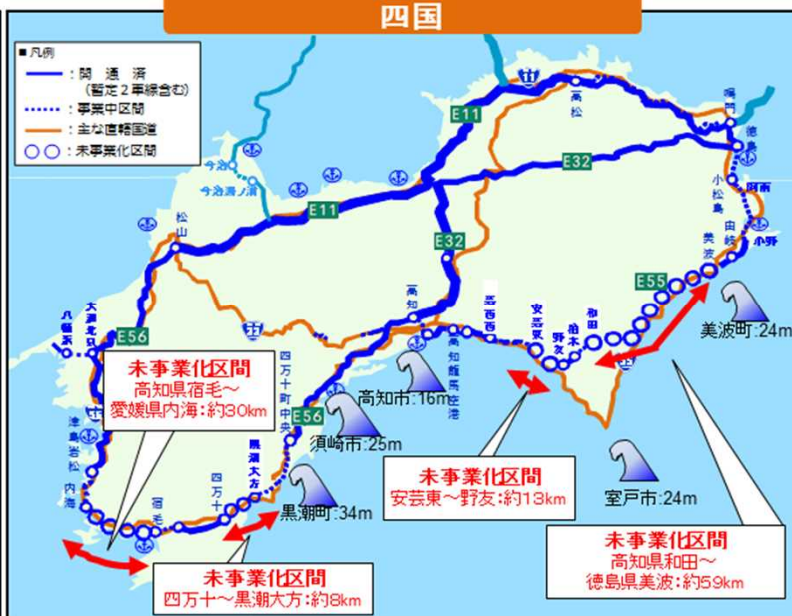 四国
■ 凡例
：開通済
（暫定２車線含む）
：事業中区間
：主な直轄国道
：未事業化区間
11
高松
鳴門
徳島
E11
E32
今治
今治湯ノ浦
小松島
阿南
E11
松山
E32
由岐
小野
美波
E55
美波町:24m
八幡浜
大洲北只
E56
33
高知
芸西西
安芸東
野友
柏木
和田
高知龍馬空港
高知市:16m
四万十町中央
E56
須崎市:25m
未事業化区間
高知県宿毛～
愛媛県内海：約30km
津島岩松
内海
宿毛
四万十
黒潮大方
黒潮町:34m
未事業化区間
安芸東～野友：約13km
室戸市:24m
未事業化区間
四万十～黒潮大方：約8km
未事業化区間
高知県和田～
徳島県美波：約59km